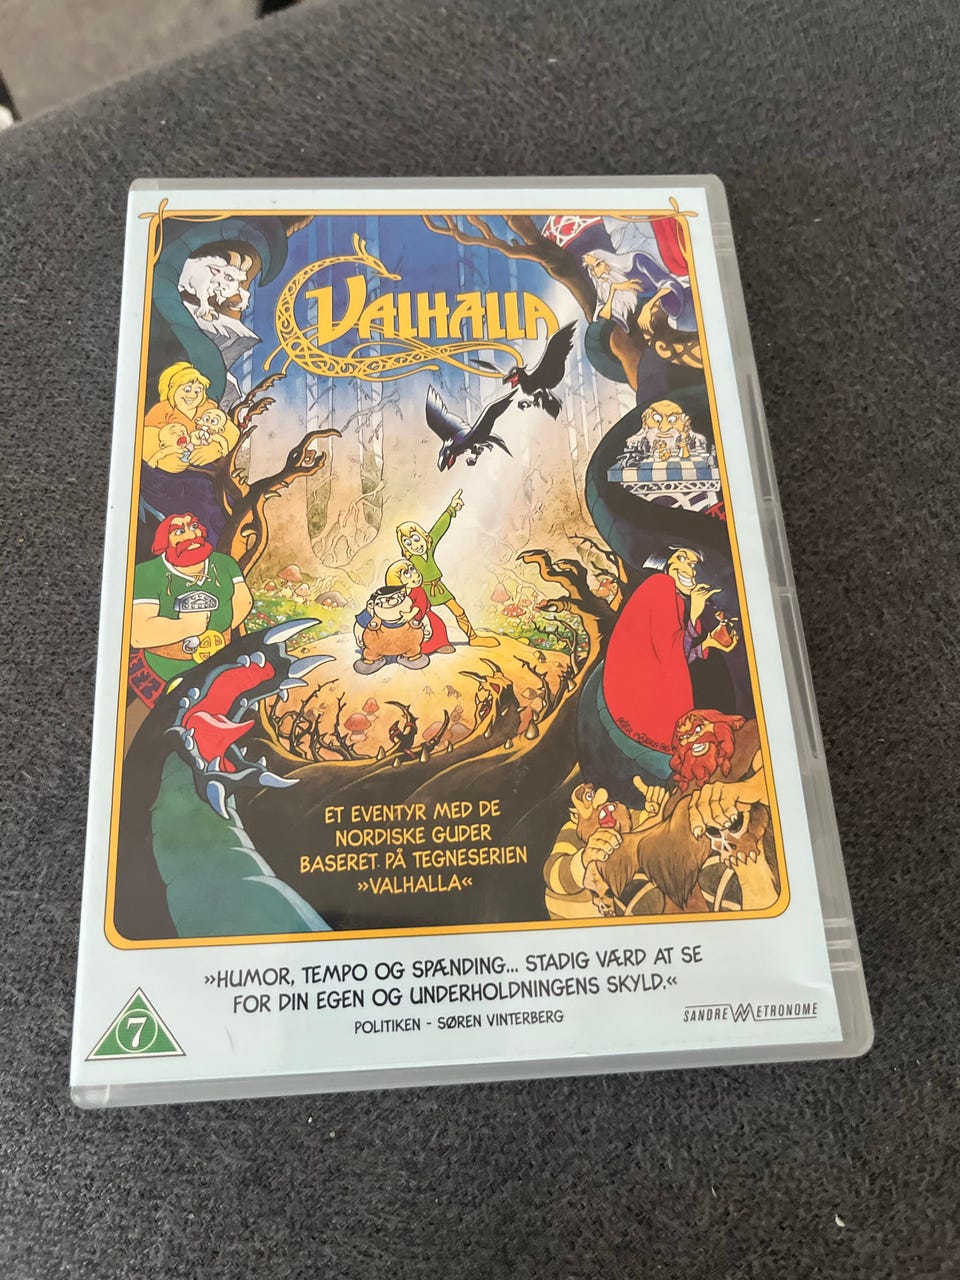 VALHALLA
ET EVENTYR MED DE
NORDISKE GUDER
BASERET PÅ TEGNESERIEN
»VALHALLA«
»HUMOR, TEMPO OG SPÆNDING... STADIG VÆRD AT SE
FOR DIN EGEN OG UNDERHOLDNINGENS SKYLD.«
POLITIKEN - SØREN VINTERBERG
7
SANDREW METRONOME